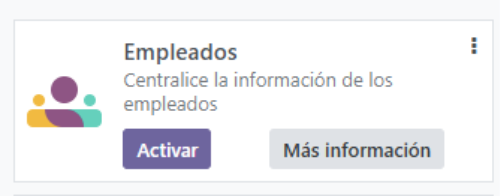 Empleados
Centralice la información de los
empleados
Activar
Más información